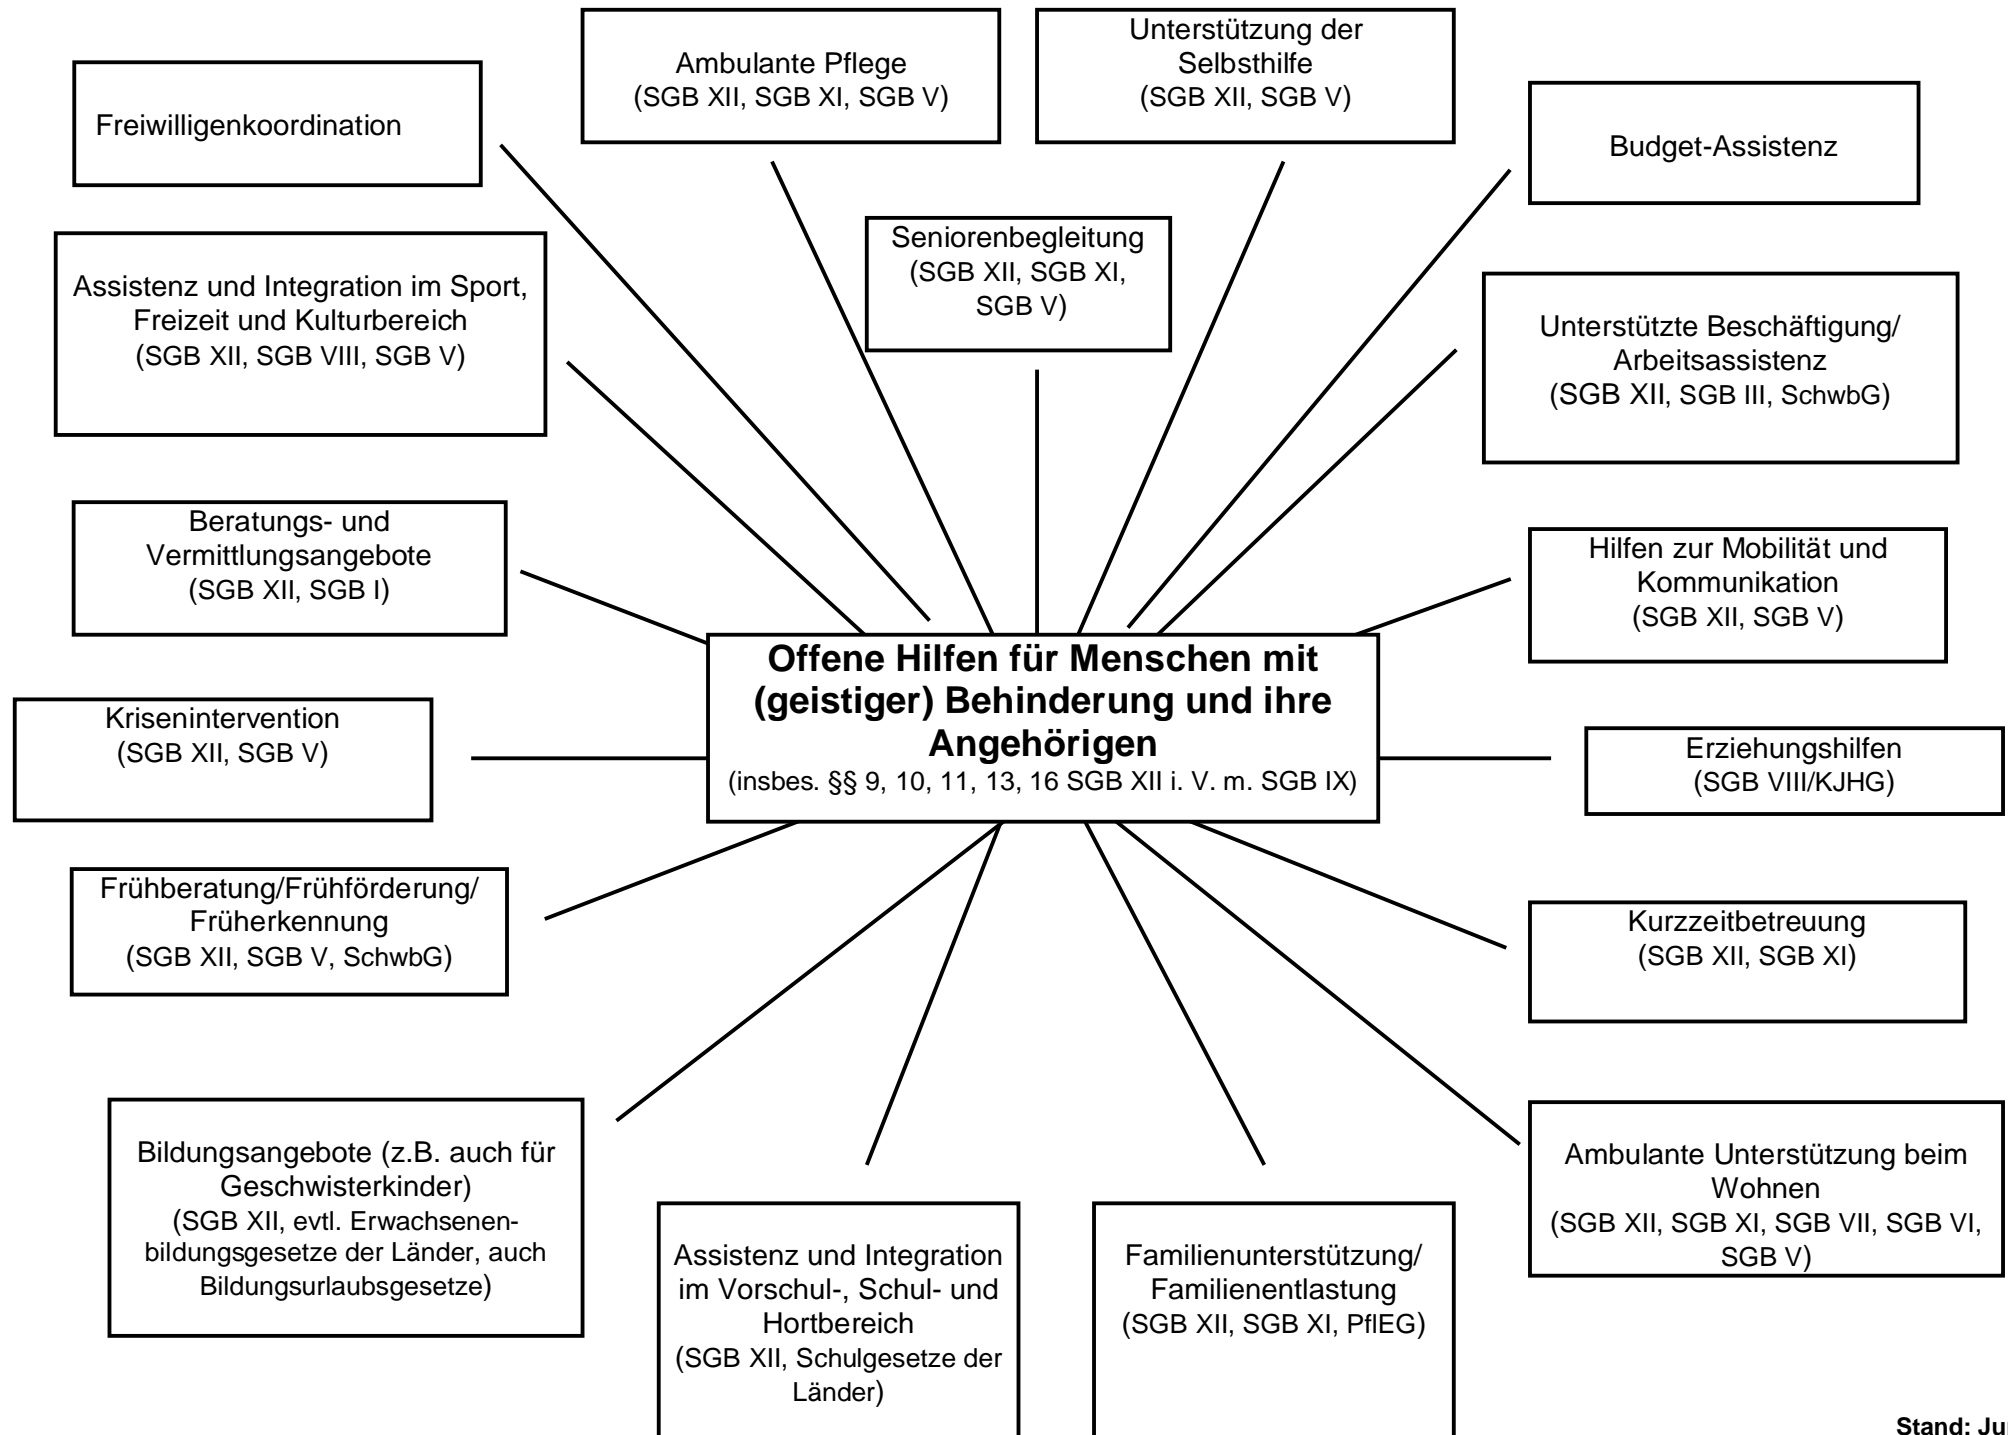 Unterstützung der
Selbsthilfe
(SGB XII, SGB V)
Ambulante Pflege
(SGB XII, SGB XI, SGB V)
Freiwilligenkoordination
Budget-Assistenz
Seniorenbegleitung
(SGB XII, SGB XI,
SGB V)
Assistenz und Integration im Sport,
Freizeit und Kulturbereich
(SGB XII, SGB VIII, SGB V)
Unterstützte Beschäftigung/
Arbeitsassistenz
(SGB XII, SGB III, SchwbG)
Beratungs- und
Vermittlungsangebote
(SGB XII, SGB I)
Hilfen zur Mobilität und
Kommunikation
(SGB XII, SGB V)
Offene Hilfen für Menschen mit
(geistiger) Behinderung und ihre
Angehörigen
(insbes. §§ 9, 10, 11, 13, 16 SGB XII i. V. m. SGB IX)
Krisenintervention
(SGB XII, SGB V)
Erziehungshilfen
(SGB VIII/KJHG)
Frühberatung/Frühförderung/
Früherkennung
(SGB XII, SGB V, SchwbG)
Kurzzeitbetreuung
(SGB XII, SGB XI)
Bildungsangebote (z.B. auch für
Geschwisterkinder)
(SGB XII, evtl. Erwachsenen-
bildungsgesetze der Länder, auch
Bildungsurlaubsgesetze)
Ambulante Unterstützung beim
Wohnen
(SGB XII, SGB XI, SGB VII, SGB VI,
SGB V)
Assistenz und Integration
im Vorschul-, Schul- und
Hortbereich
(SGB XII, Schulgesetze der
Länder)
Familienunterstützung/
Familienentlastung
(SGB XII, SGB XI, PflEG)
Stand: